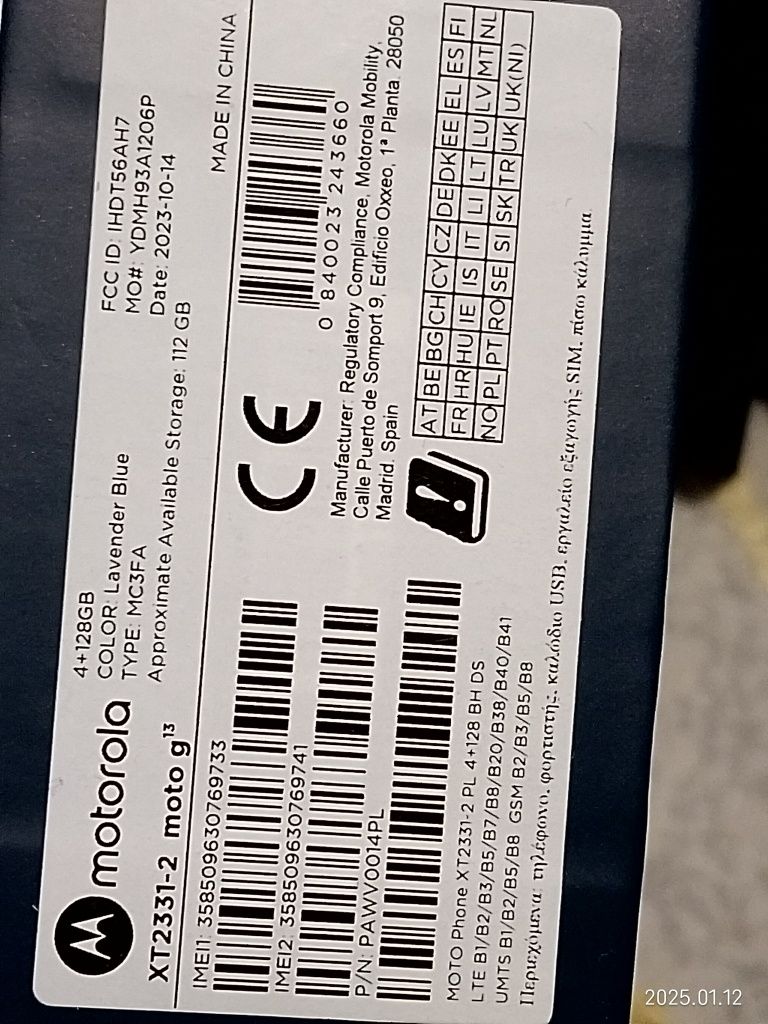 motorola
XT2331-2 moto g13
4+128GB
COLOR: Lavender Blue
TYPE: MC3FA
Approximate Available Storage: 112 GB
FCC ID: IHDT56AH7
MO#: YDMH93A1206P
Date: 2023-10-14
MADE IN CHINA
IMEI1: 358509630769733
IMEI2: 358509630769741
P/N: PAWV0014PL
MOTO Phone XT2331-2 PL 4+128 BH DS
LTE B1/B2/B3/B5/B7/B8/B20/B38/B40/B41
UMTS B1/B2/B5/B8 GSM B2/B3/B5/B8
Περιεχόμενα: τηλέφωνο, φορτιστής, καλώδιο USB, εργαλείο εξαγωγής SIM, πίσω κάλυμμα
CE
0 840023 243660
Manufacturer: Regulatory Compliance, Motorola Mobility,
Calle Puerto de Somport 9, Edificio Oxxeo, 1ª Planta. 28050
Madrid. Spain
AT BE BG CH CY CZ DE DK EE EL ES FI
FR HR HU IE IS IT LI LT LU LV MT NL
NO PL PT RO SE SI SK TR UK UK(NI)
2025.01.12